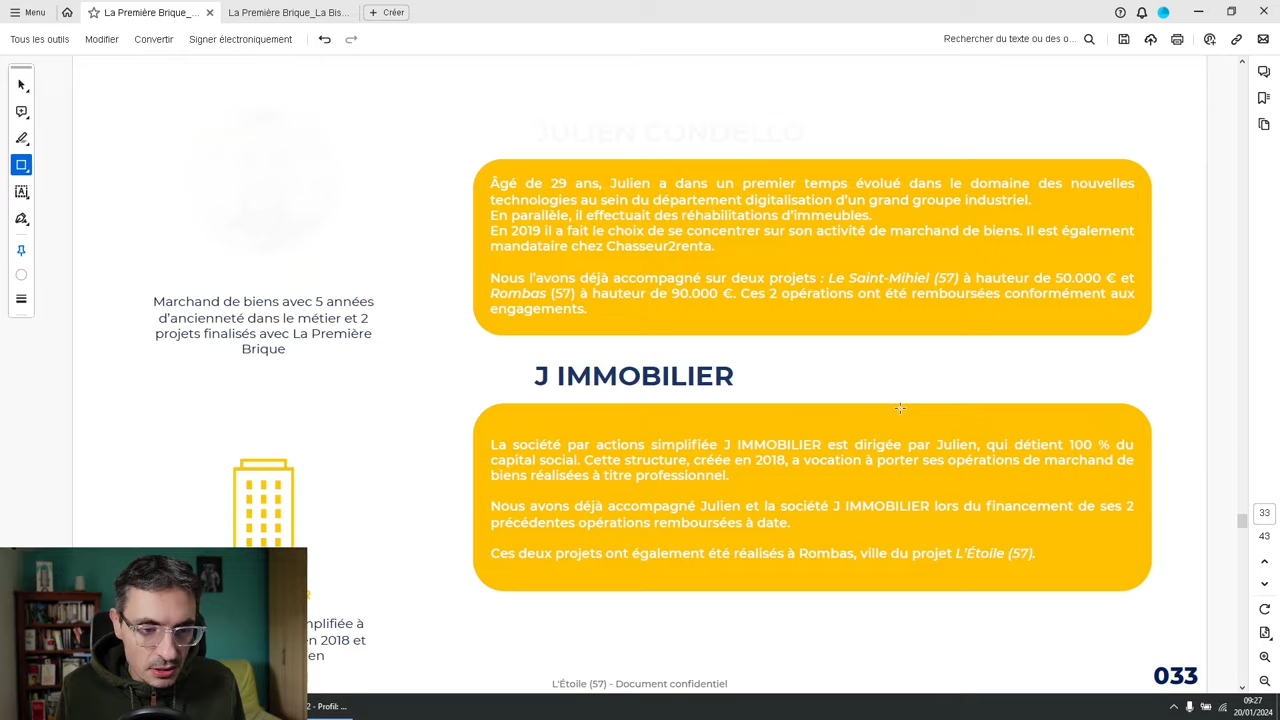 Menu
La Première Brique_...
La Première Brique_La Bis...
Créer
Tous les outils
Modifier
Convertir
Signer électroniquement
Rechercher du texte ou des o...
JULIEN CONDELLO
Âgé de 29 ans, Julien a dans un premier temps évolué dans le domaine des nouvelles
technologies au sein du département digitalisation d'un grand groupe industriel.
En parallèle, il effectuait des réhabilitations d'immeubles.
En 2019 il a fait le choix de se concentrer sur son activité de marchand de biens. Il est également
mandataire chez Chasseur2renta.
Nous l'avons déjà accompagné sur deux projets : Le Saint-Mihiel (57) à hauteur de 50.000 € et
Rombas (57) à hauteur de 90.000 €. Ces 2 opérations ont été remboursées conformément aux
engagements.
Marchand de biens avec 5 années
d'ancienneté dans le métier et 2
projets finalisés avec La Première
Brique
J IMMOBILIER
La société par actions simplifiée J IMMOBILIER est dirigée par Julien, qui détient 100 % du
capital social. Cette structure, créée en 2018, a vocation à porter ses opérations de marchand de
biens réalisées à titre professionnel.
Nous avons déjà accompagné Julien et la société J IMMOBILIER lors du financement de ses 2
précédentes opérations remboursées à date.
Ces deux projets ont également été réalisés à Rombas, ville du projet L'Étoile (57).
mplifiée à
en 2018 et
en
L'Étoile (57) - Document confidentiel
033
33
43
2 - Profil: ...
09:27
20/01/2024